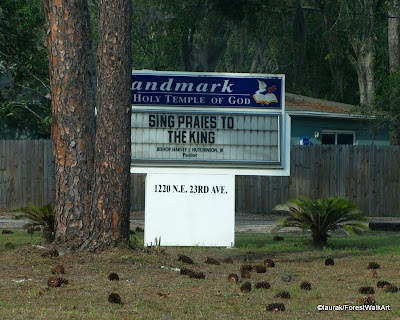 andmark
Holy Temple of God
SING PRAIES TO
THE KING
BISHOP HARVEY J. HUTCHINSON, JR
Pastor
1220 N.E. 23RD AVE.
©laurak/ForestWalkArt